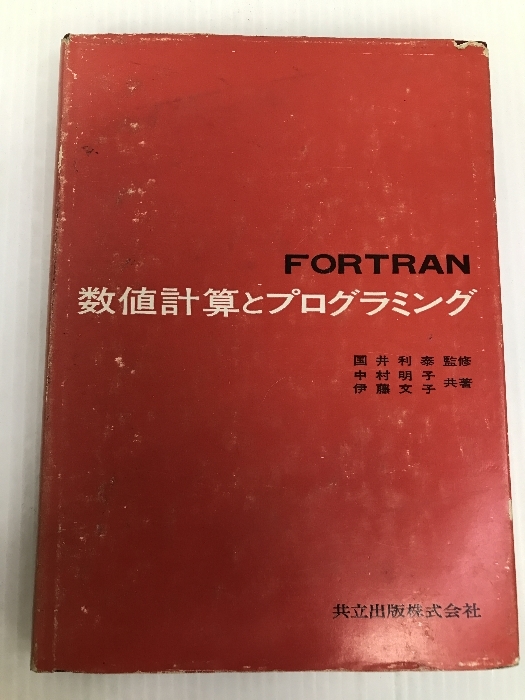 FORTRAN
数値計算とプログラミング
国井利泰 監修
中村明子
伊藤文子 共著
共立出版株式会社